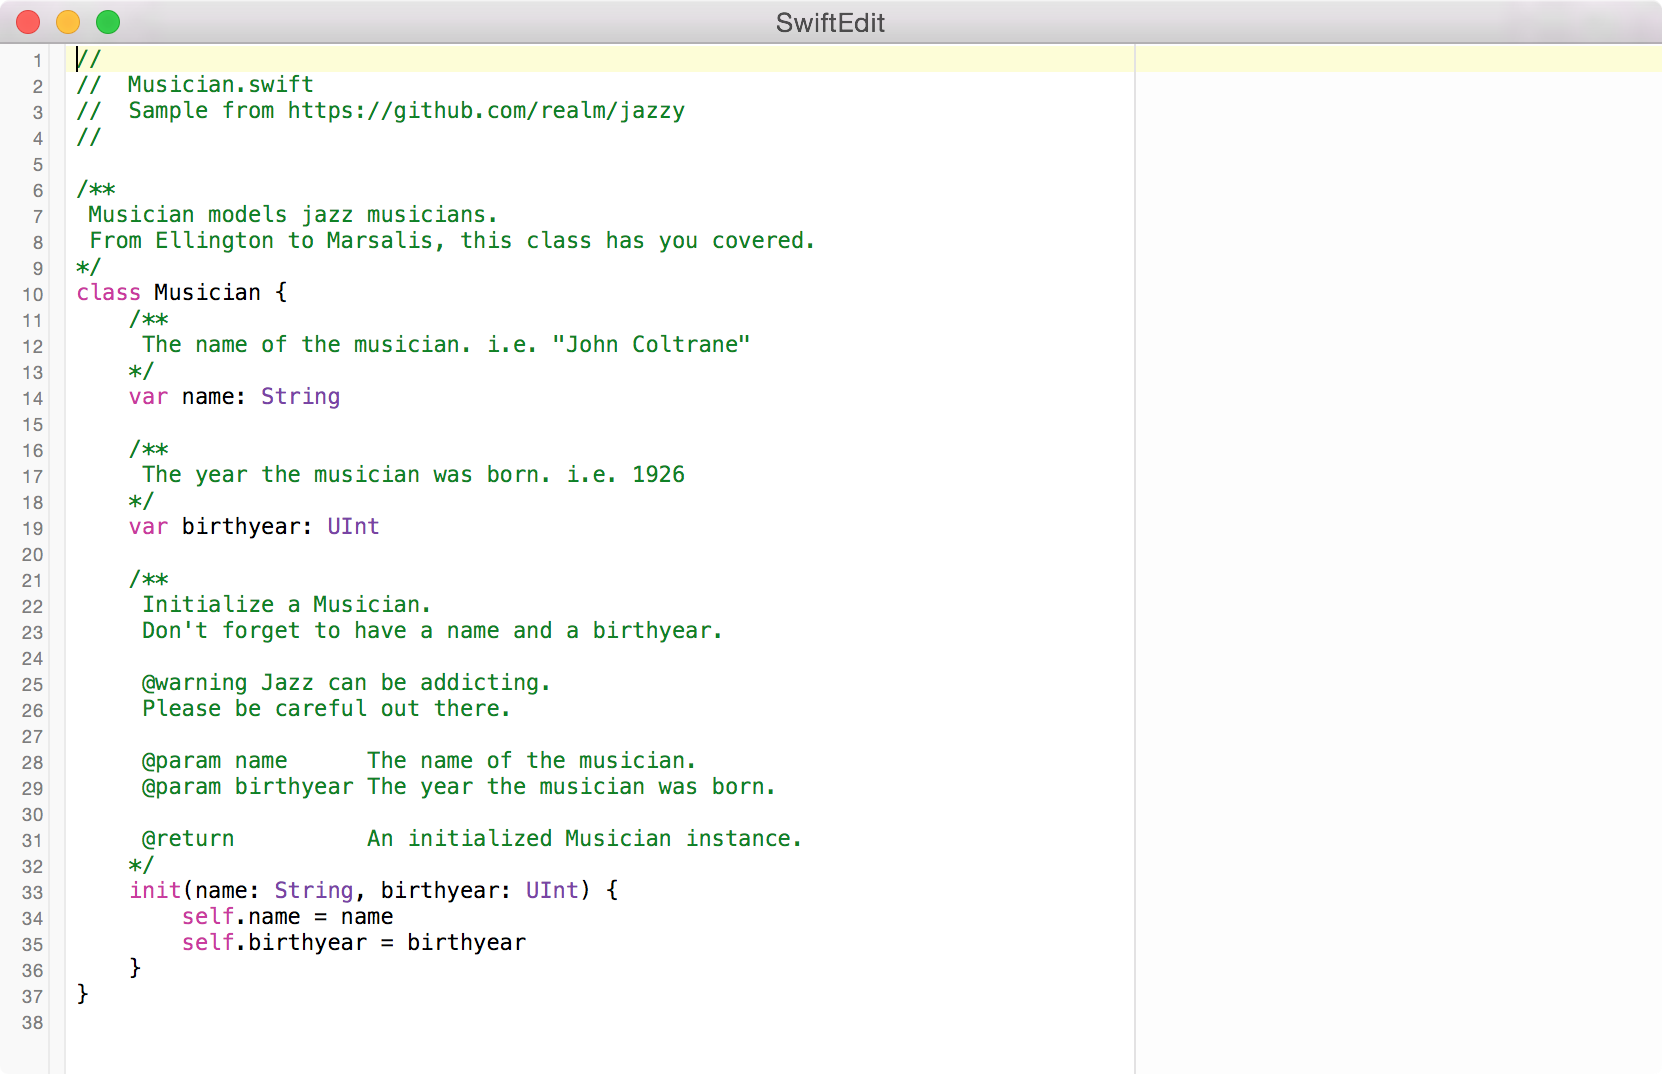 SwiftEdit
1 //
2 //  Musician.swift
3 //  Sample from https://github.com/realm/jazzy
4 //
5
6 /**
7  Musician models jazz musicians.
8  From Ellington to Marsalis, this class has you covered.
9 */
10 class Musician {
11     /**
12      The name of the musician. i.e. "John Coltrane"
13     */
14     var name: String
15
16     /**
17      The year the musician was born. i.e. 1926
18     */
19     var birthyear: UInt
20
21     /**
22      Initialize a Musician.
23      Don't forget to have a name and a birthyear.
24
25      @warning Jazz can be addicting.
26      Please be careful out there.
27
28      @param name      The name of the musician.
29      @param birthyear The year the musician was born.
30
31      @return          An initialized Musician instance.
32     */
33     init(name: String, birthyear: UInt) {
34         self.name = name
35         self.birthyear = birthyear
36     }
37 }
38